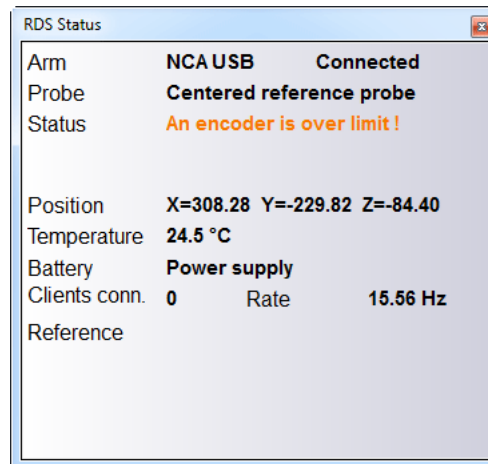 RDS Status
Arm NCA USB Connected
Probe Centered reference probe
Status An encoder is over limit !
Position X=308.28 Y=-229.82 Z=-84.40
Temperature 24.5 °C
Battery Power supply
Clients conn. 0 Rate 15.56 Hz
Reference